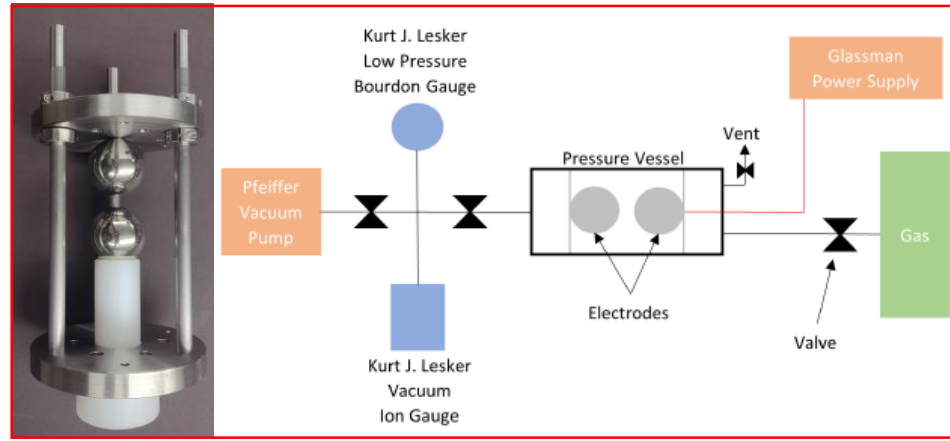 Kurt J. Lesker
Low Pressure
Bourdon Gauge
Glassman
Power Supply
Vent
Pressure Vessel
Pfeiffer
Vacuum
Pump
Gas
Electrodes
Valve
Kurt J. Lesker
Vacuum
Ion Gauge